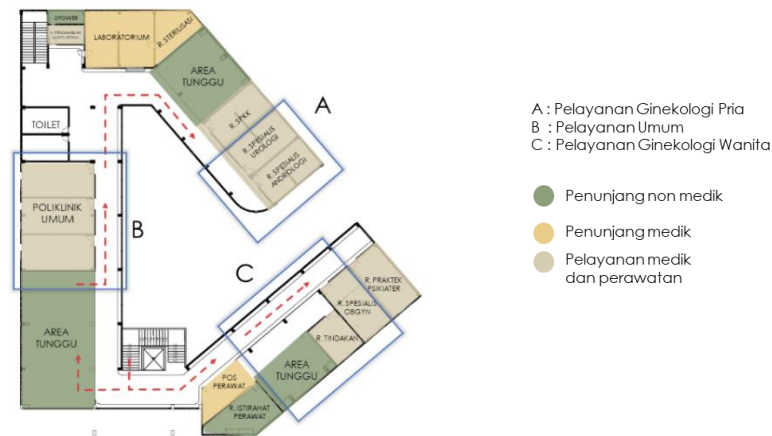 SHOWER
LABORATORIUM
R. STERILISASI
AREA
TUNGGU
A
R. SPKK
R. SPESIALIS
UROLOGI
R. SPESIALIS
ANDROLOGI
TOILET
POLIKLINIK
UMUM
B
AREA
TUNGGU
C
R. PRAKTEK
PSIKIATER
R. SPESIALIS
OBGYN
R. TINDAKAN
AREA
TUNGGU
POS
PERAWAT
R. ISTIRAHAT
PERAWAT
A : Pelayanan Ginekologi Pria
B : Pelayanan Umum
C : Pelayanan Ginekologi Wanita
Penunjang non medik
Penunjang medik
Pelayanan medik
dan perawatan